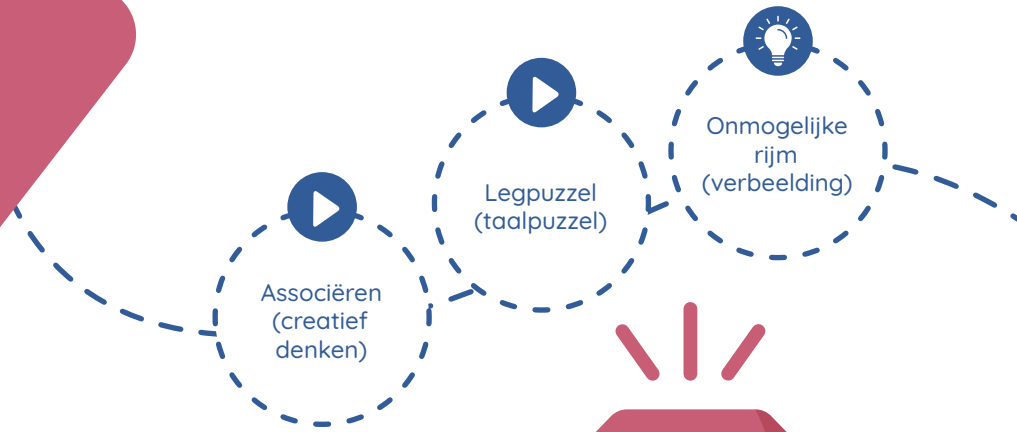 Associëren
(creatief
denken)
Legpuzzel
(taalpuzzel)
Onmogelijke
rijm
(verbeelding)